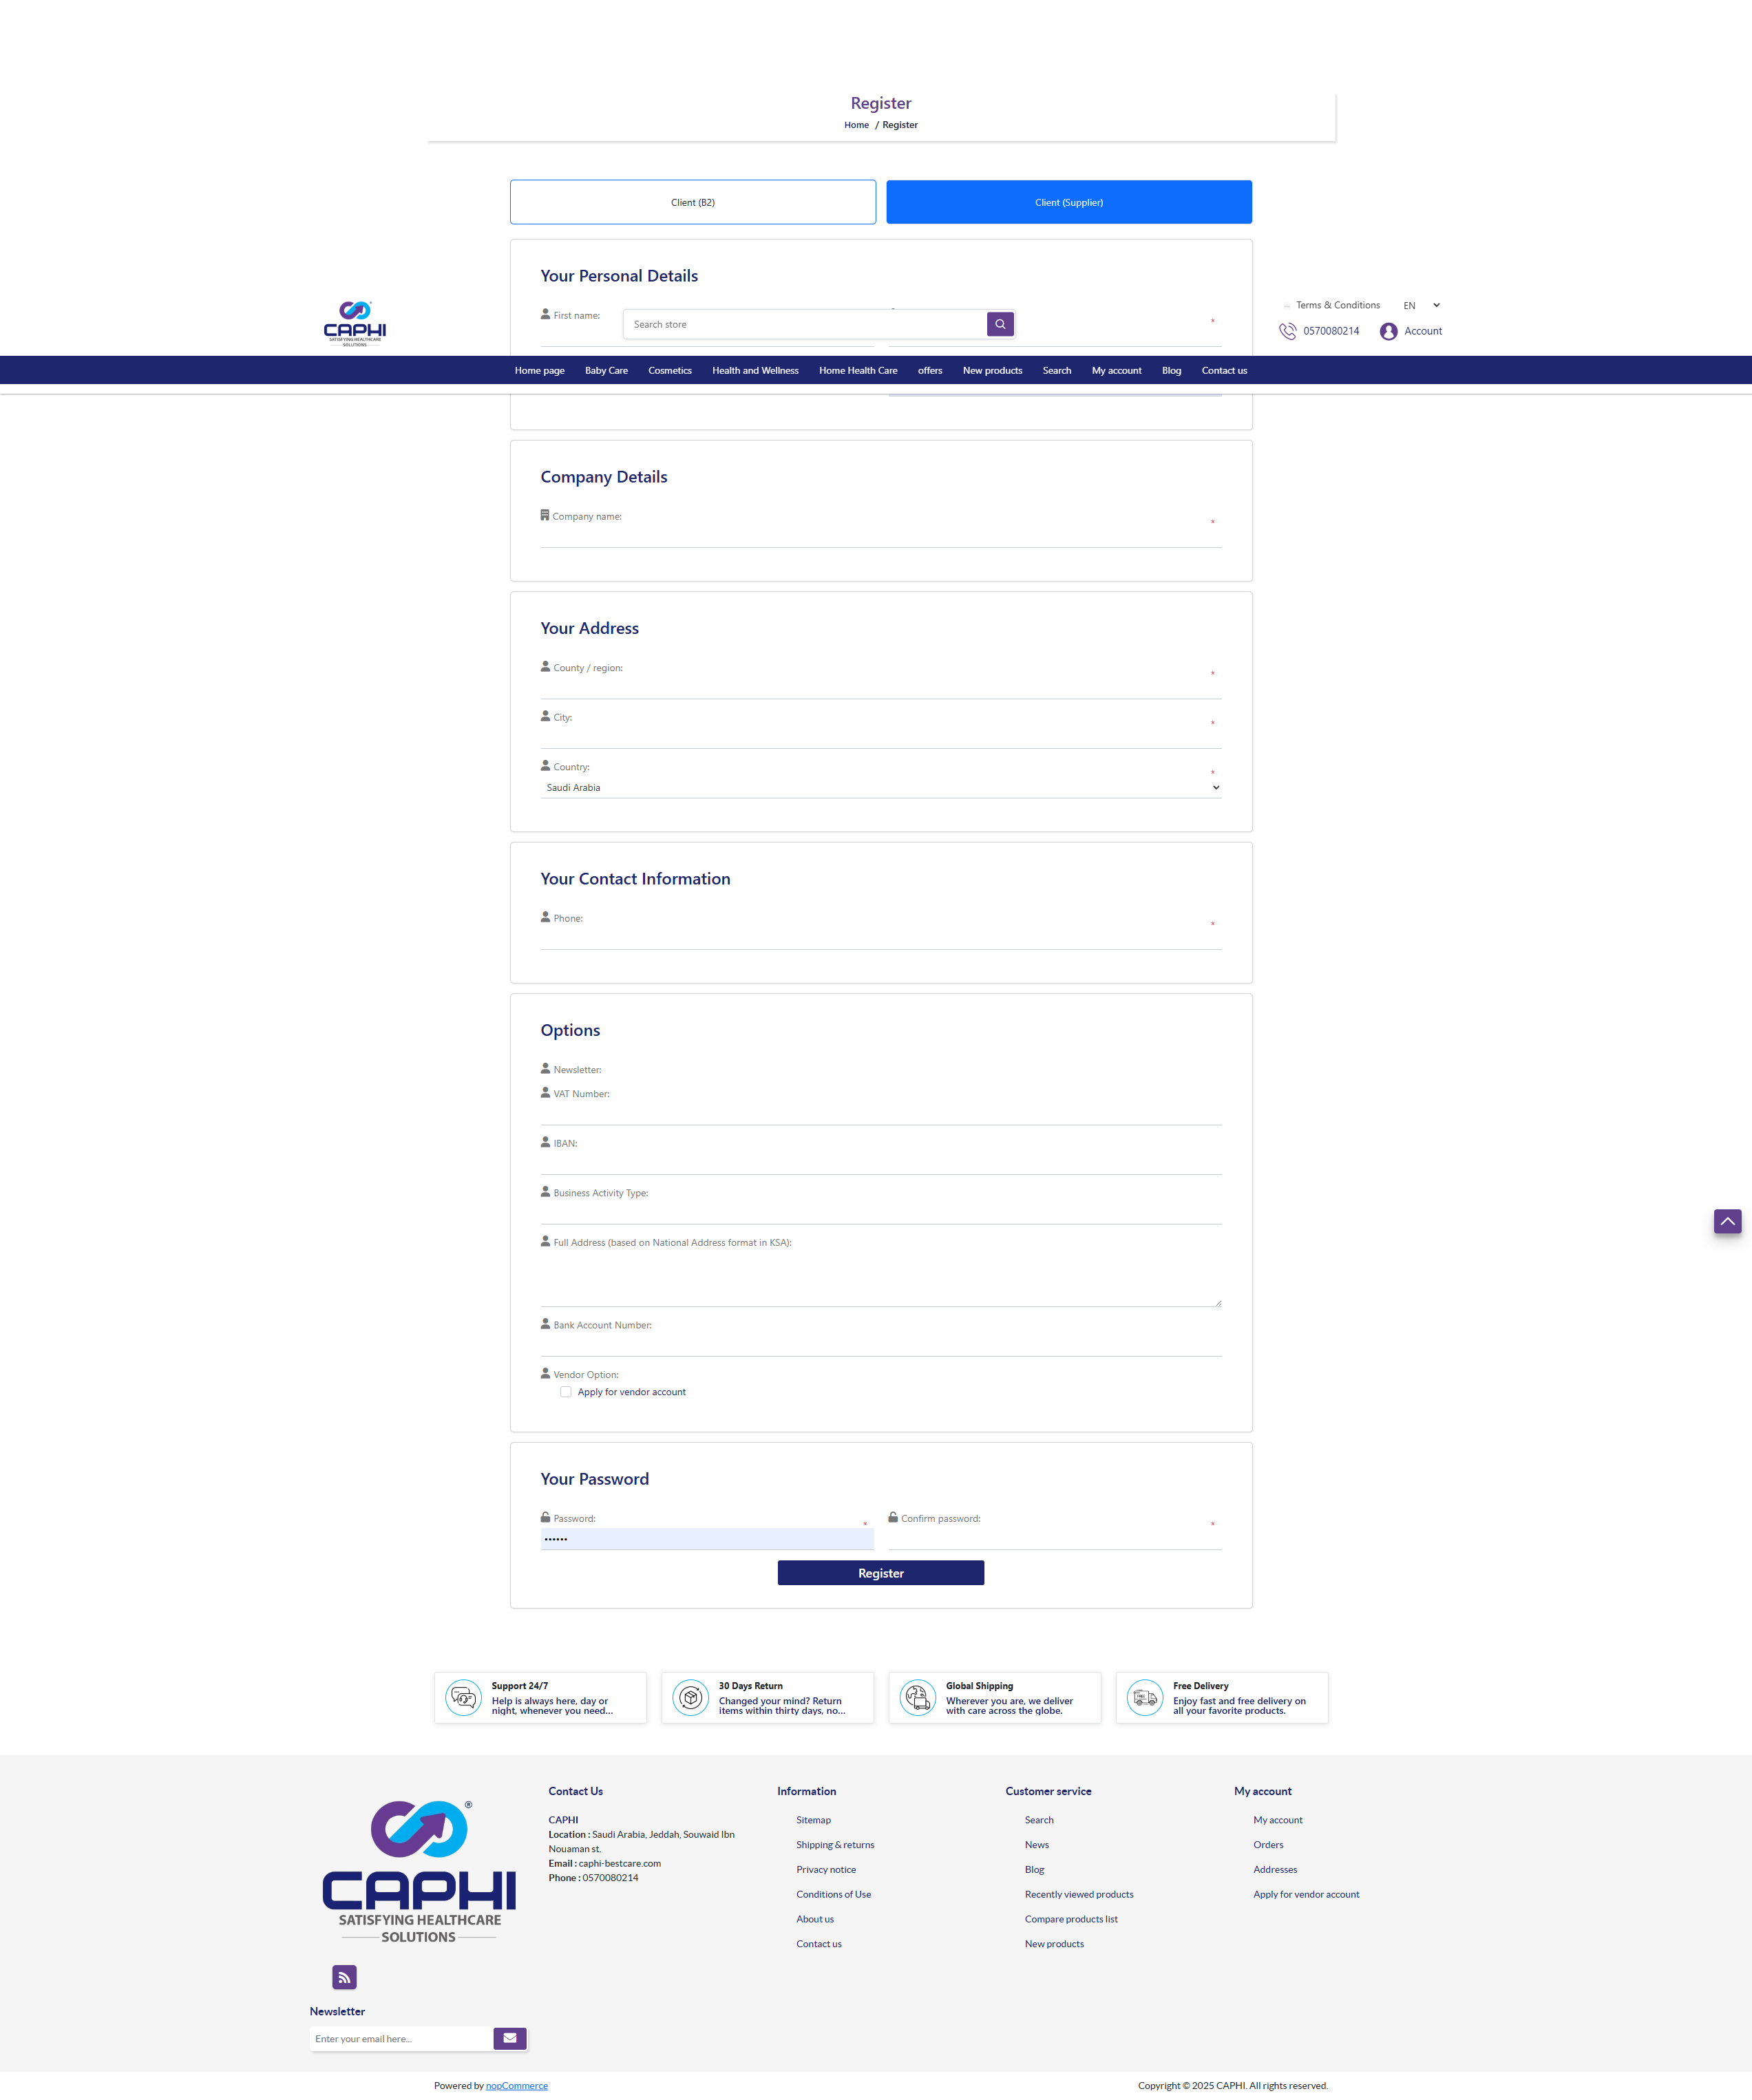 Register
Home / Register
Client (B2)
Client (Supplier)
Your Personal Details
First name:
*
Search store
CAPHI
SATISFYING HEALTHCARE
SOLUTIONS
Terms & Conditions
EN
0570080214
Account
Home page
Baby Care
Cosmetics
Health and Wellness
Home Health Care
offers
New products
Search
My account
Blog
Contact us
Company Details
Company name:
*
Your Address
County / region:
*
City:
*
Country:
*
Saudi Arabia
Your Contact Information
Phone:
*
Options
Newsletter:
VAT Number:
IBAN:
Business Activity Type:
Full Address (based on National Address format in KSA):
Bank Account Number:
Vendor Option:
Apply for vendor account
Your Password
Password:
*
••••••
Confirm password:
*
Register
Support 24/7
Help is always here, day or
night, whenever you need...
30 Days Return
Changed your mind? Return
items within thirty days, no...
Global Shipping
Wherever you are, we deliver
with care across the globe.
Free Delivery
Enjoy fast and free delivery on
all your favorite products.
®
CAPHI
SATISFYING HEALTHCARE
SOLUTIONS
Newsletter
Enter your email here...
Contact Us
CAPHI
Location : Saudi Arabia, Jeddah, Souwaid Ibn
Nouaman st.
Email : caphi-bestcare.com
Phone : 0570080214
Information
Sitemap
Shipping & returns
Privacy notice
Conditions of Use
About us
Contact us
Customer service
Search
News
Blog
Recently viewed products
Compare products list
New products
My account
My account
Orders
Addresses
Apply for vendor account
Powered by nopCommerce
Copyright © 2025 CAPHI. All rights reserved.